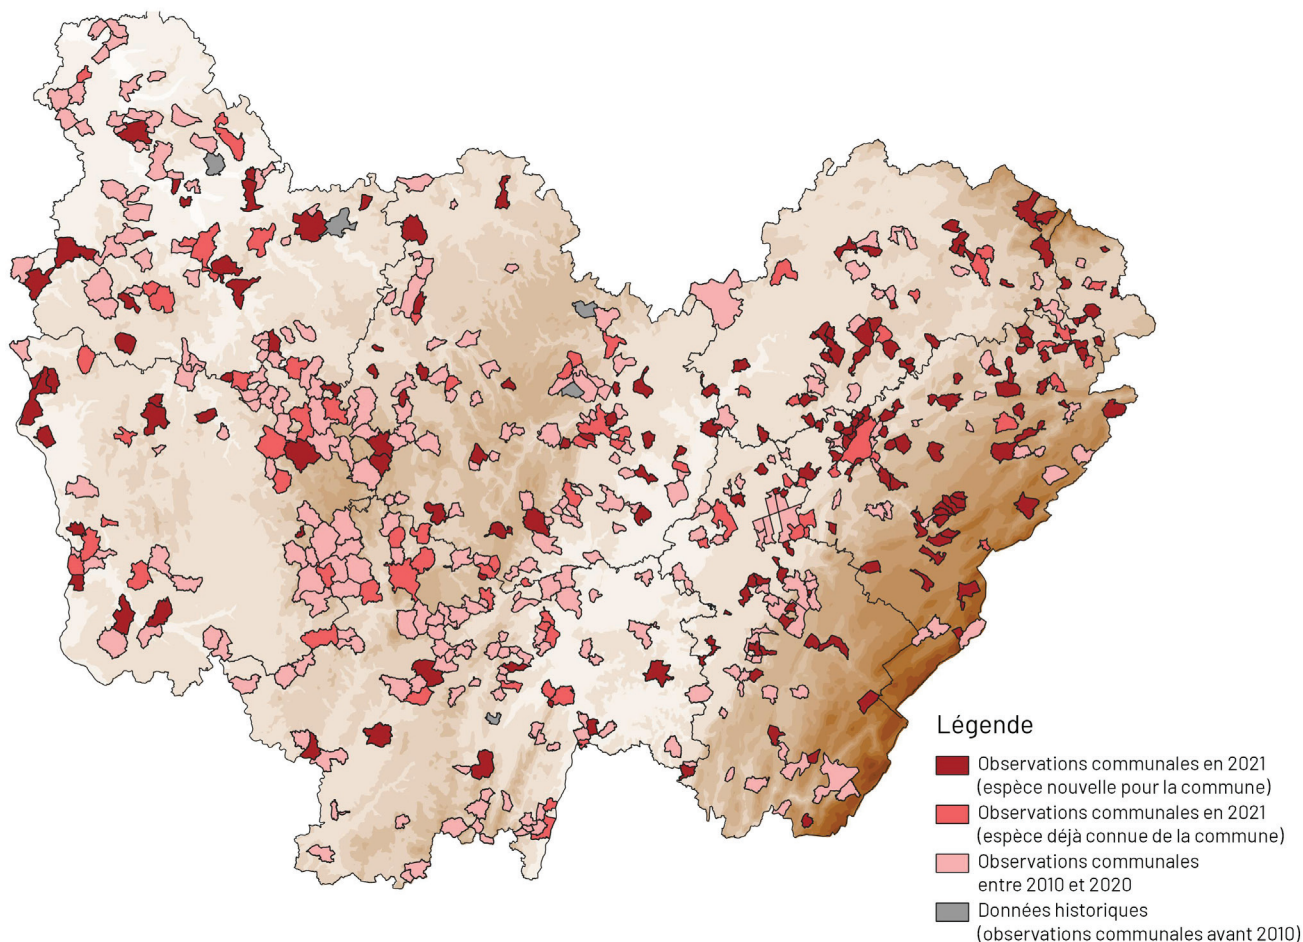 Légende
Observations communales en 2021
(espèce nouvelle pour la commune)
Observations communales en 2021
(espèce déjà connue de la commune)
Observations communales
entre 2010 et 2020
Données historiques
(observations communales avant 2010)